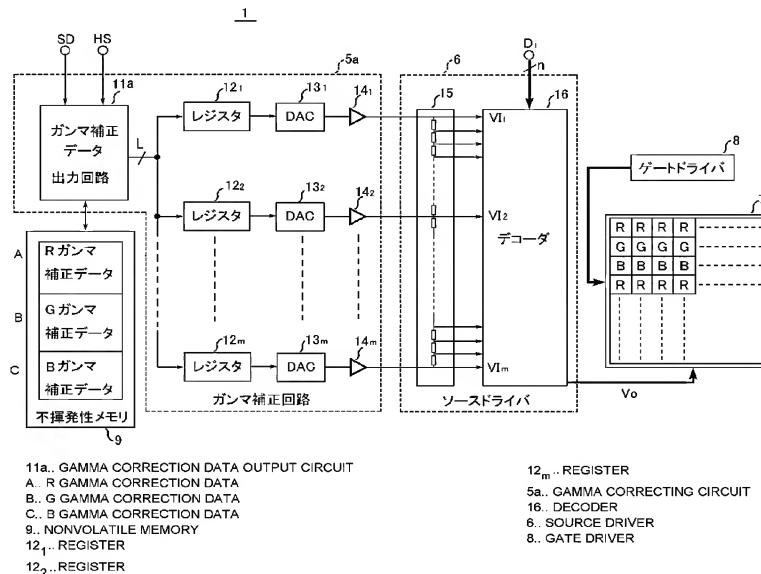 1
SD
HS
11a
5a
6
Di
n
ガンマ補正
データ
出力回路
L
12₁
レジスタ
13₁
DAC
14₁
15
16
VI₁
8
ゲートドライバ
12₂
レジスタ
13₂
DAC
14₂
VI₂
デコーダ
R R R R
G G G G
B B B B
R R R R
A
Rガンマ
補正データ
B
Gガンマ
補正データ
C
Bガンマ
補正データ
不揮発性メモリ
9
12m
レジスタ
13m
DAC
14m
VIm
ガンマ補正回路
ソースドライバ
Vo
11a.. GAMMA CORRECTION DATA OUTPUT CIRCUIT
A.. R GAMMA CORRECTION DATA
B.. G GAMMA CORRECTION DATA
C.. B GAMMA CORRECTION DATA
9.. NONVOLATILE MEMORY
12₁.. REGISTER
12₂.. REGISTER
12m.. REGISTER
5a.. GAMMA CORRECTING CIRCUIT
16.. DECODER
6.. SOURCE DRIVER
8.. GATE DRIVER